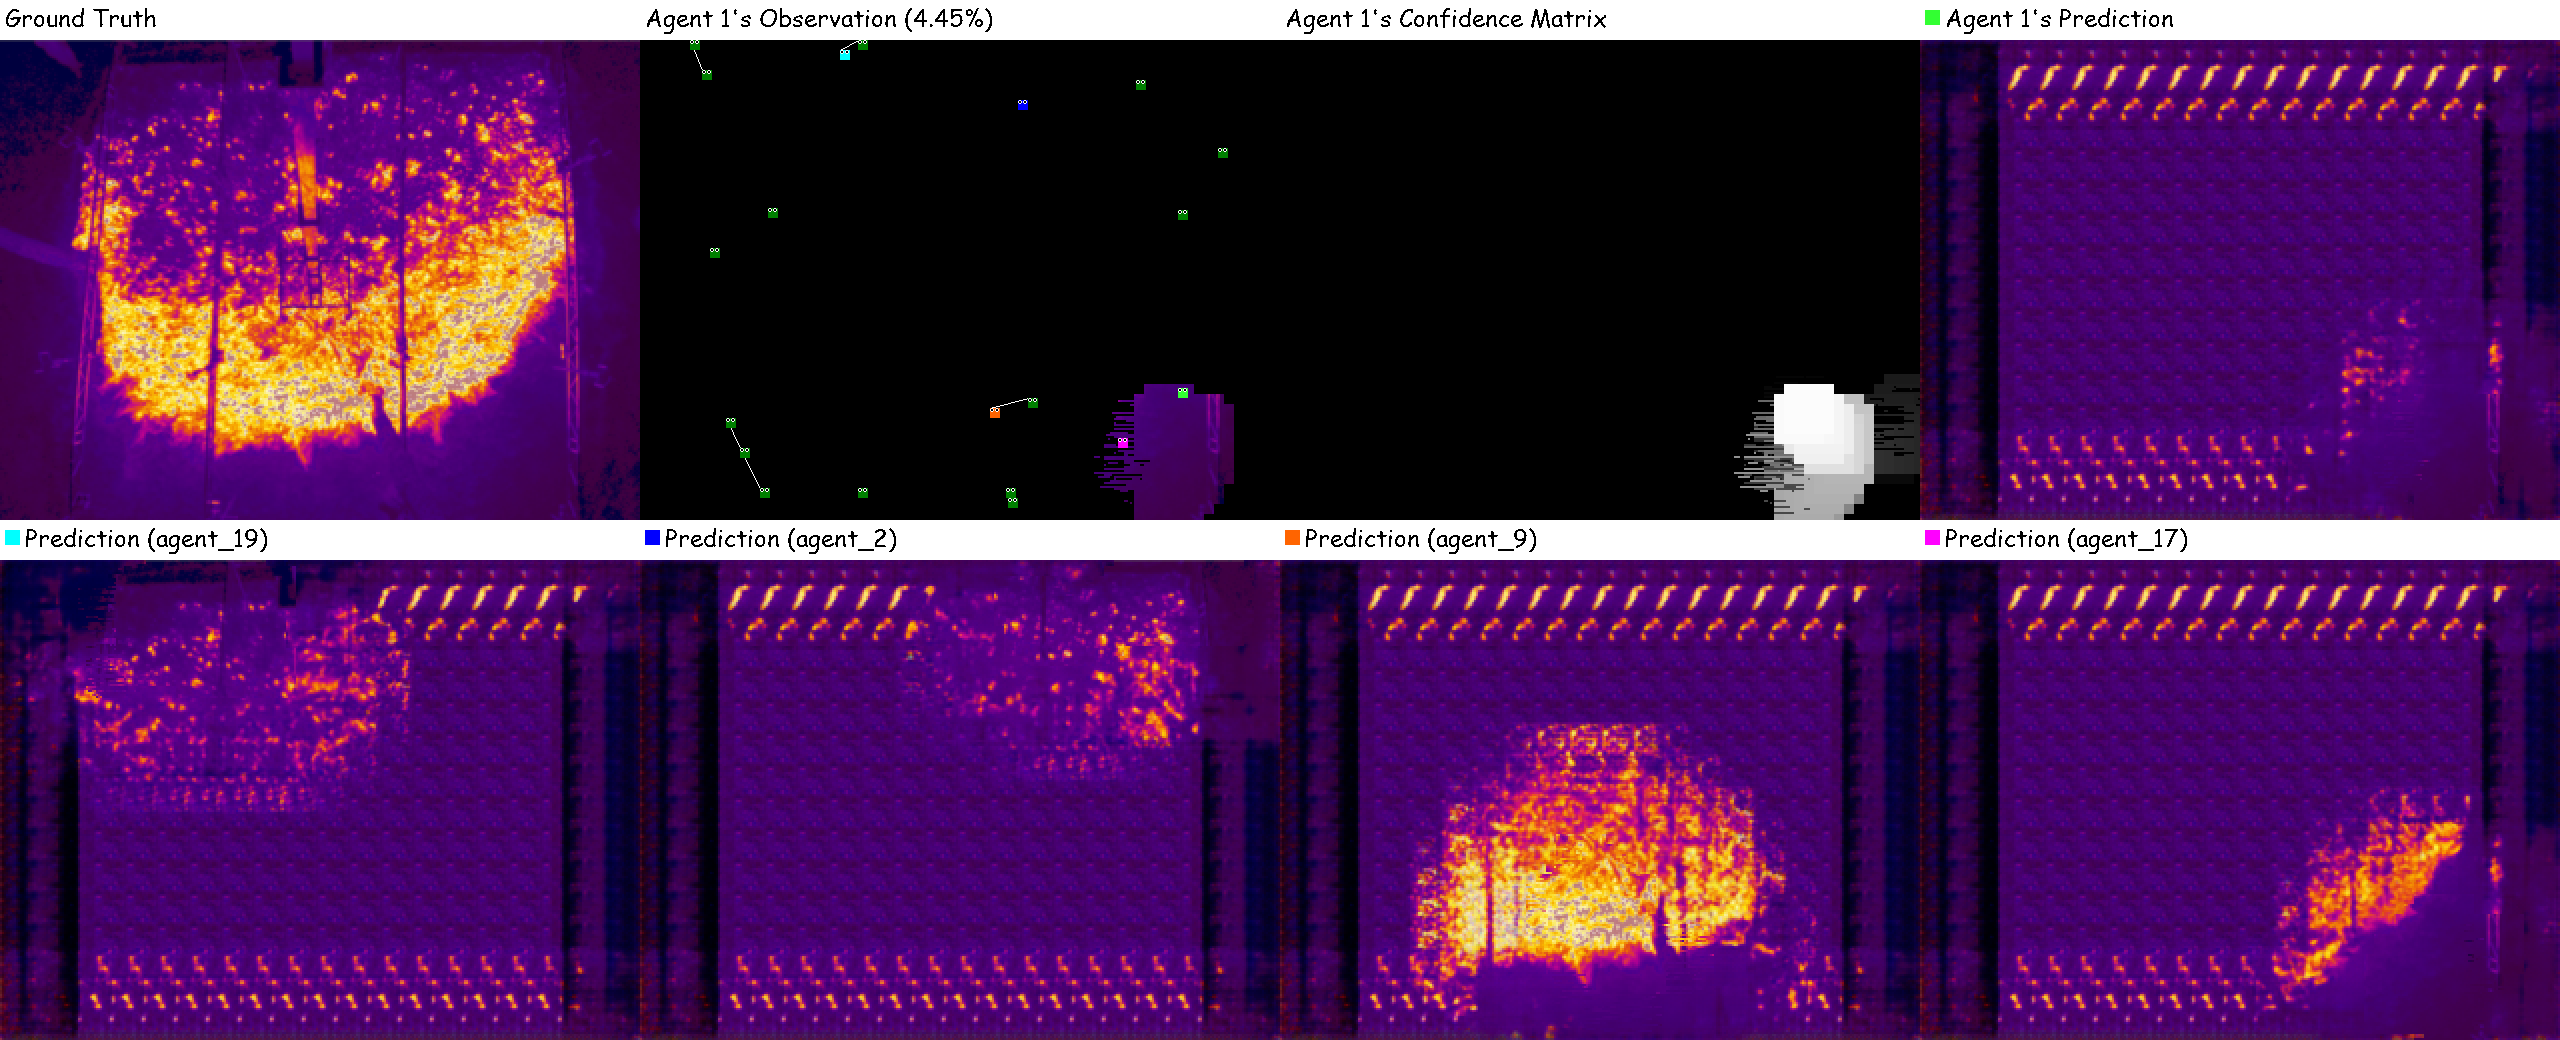 Ground Truth
Agent 1's Observation (4.45%)
Agent 1's Confidence Matrix
Agent 1's Prediction
Prediction (agent_19)
Prediction (agent_2)
Prediction (agent_9)
Prediction (agent_17)